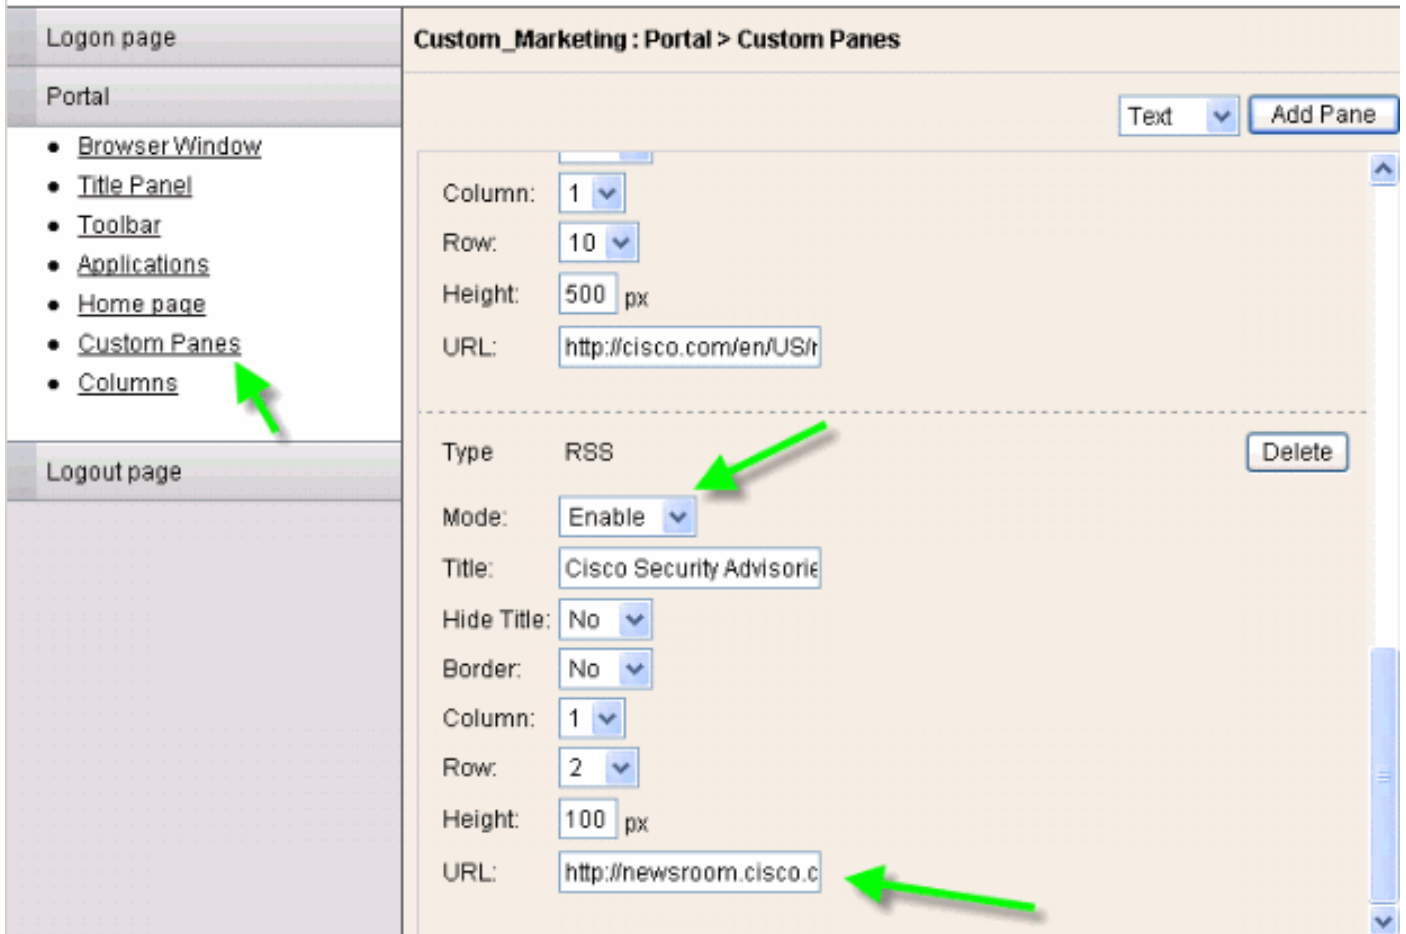 Logon page
Portal
Browser Window
Title Panel
Toolbar
Applications
Home page
Custom Panes
Columns
Logout page
Custom_Marketing : Portal > Custom Panes
Text Add Pane
Column: 1
Row: 10
Height: 500 px
URL: http://cisco.com/en/US/
Type RSS Delete
Mode: Enable
Title: Cisco Security Advisorie
Hide Title: No
Border: No
Column: 1
Row: 2
Height: 100 px
URL: http://newsroom.cisco.c